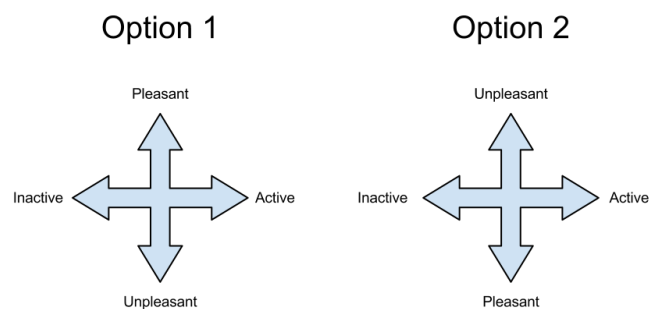 Option 1
Pleasant
Inactive
Active
Unpleasant
Option 2
Unpleasant
Inactive
Active
Pleasant